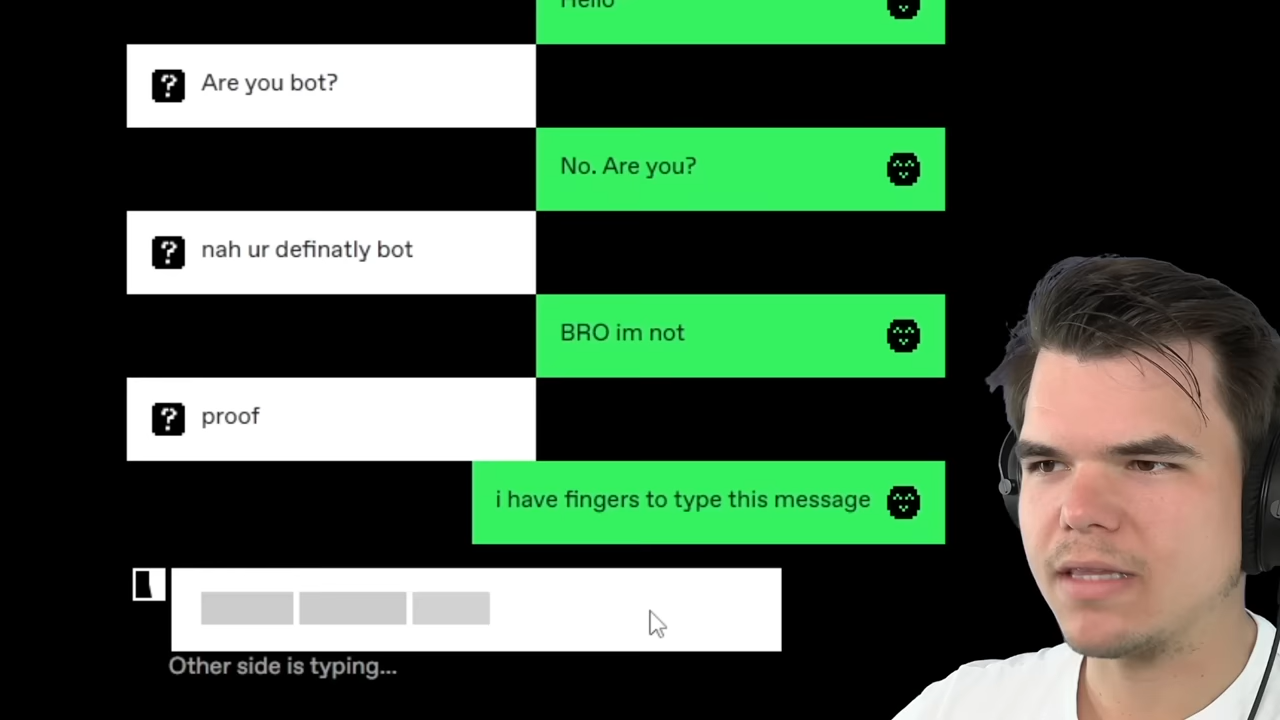 Hello
Are you bot?
No. Are you?
nah ur definatly bot
BRO im not
proof
i have fingers to type this message
Other side is typing...